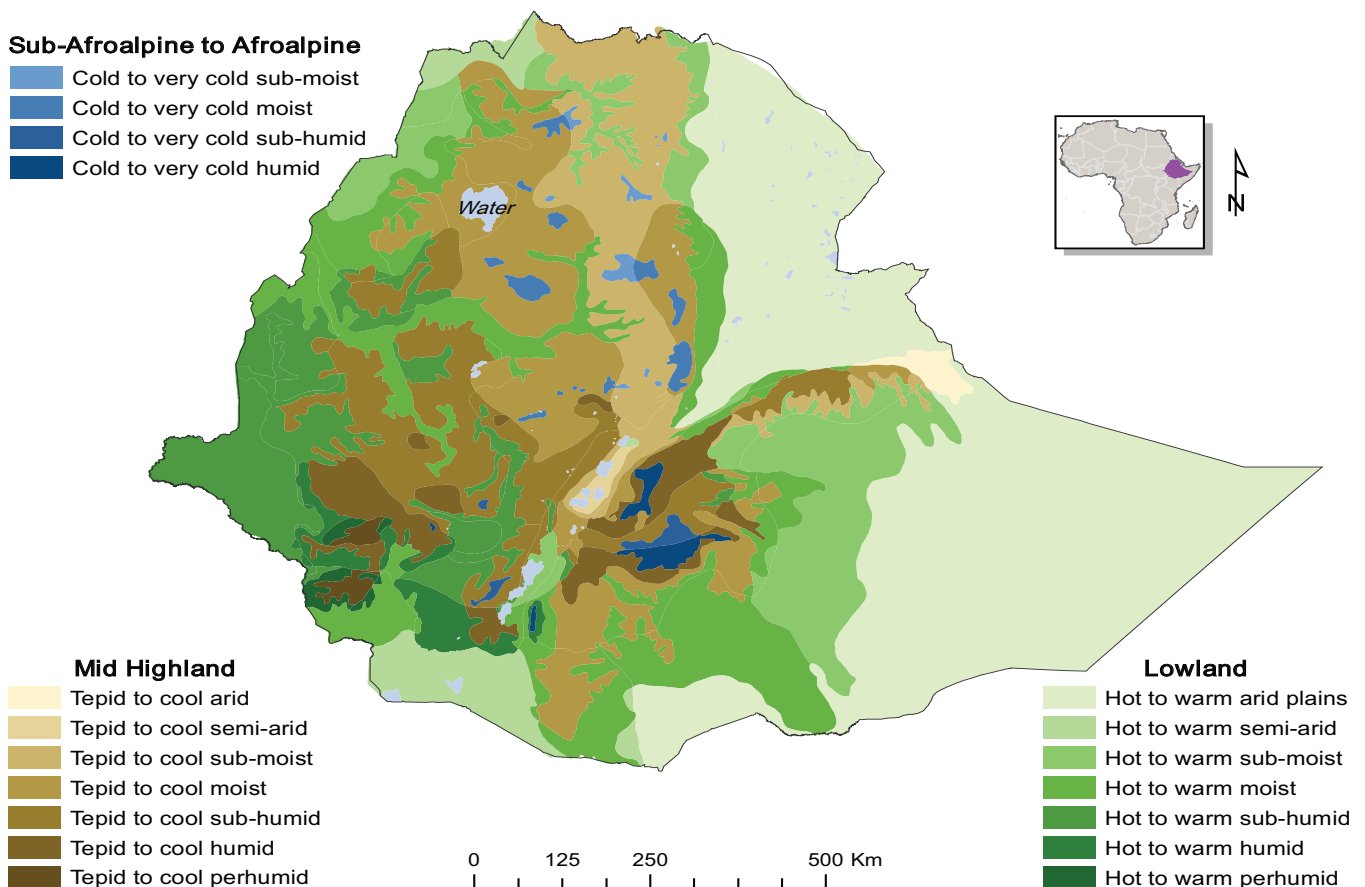 Sub-Afroalpine to Afroalpine
Cold to very cold sub-moist
Cold to very cold moist
Cold to very cold sub-humid
Cold to very cold humid
Water
N
Mid Highland
Tepid to cool arid
Tepid to cool semi-arid
Tepid to cool sub-moist
Tepid to cool moist
Tepid to cool sub-humid
Tepid to cool humid
Tepid to cool perhumid
0 125 250 500 Km
Lowland
Hot to warm arid plains
Hot to warm semi-arid
Hot to warm sub-moist
Hot to warm moist
Hot to warm sub-humid
Hot to warm humid
Hot to warm perhumid